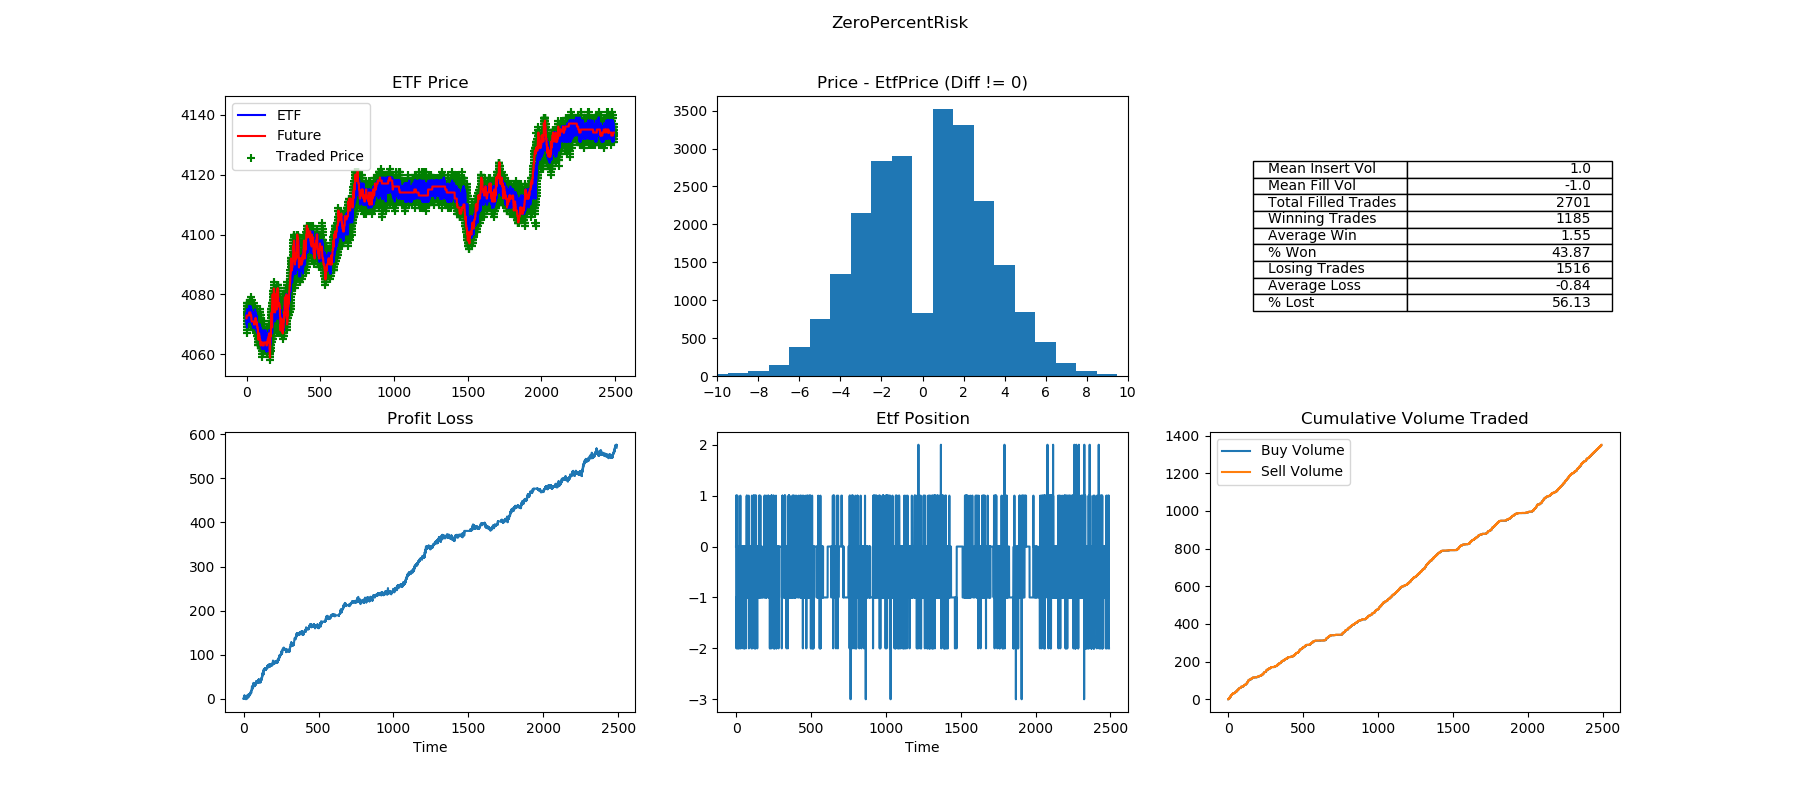 ZeroPercentRisk
ETF Price
ETF
Future
Traded Price
4140
4120
4100
4080
4060
0 500 1000 1500 2000 2500
Price - EtfPrice (Diff != 0)
3500
3000
2500
2000
1500
1000
500
0
−10 −8 −6 −4 −2 0 2 4 6 8 10
Mean Insert Vol 1.0
Mean Fill Vol -1.0
Total Filled Trades 2701
Winning Trades 1185
Average Win 1.55
% Won 43.87
Losing Trades 1516
Average Loss -0.84
% Lost 56.13
Profit Loss
600
500
400
300
200
100
0
0 500 1000 1500 2000 2500
Time
Etf Position
2
1
0
−1
−2
−3
0 500 1000 1500 2000 2500
Time
Cumulative Volume Traded
Buy Volume
Sell Volume
1400
1200
1000
800
600
400
200
0
0 500 1000 1500 2000 2500